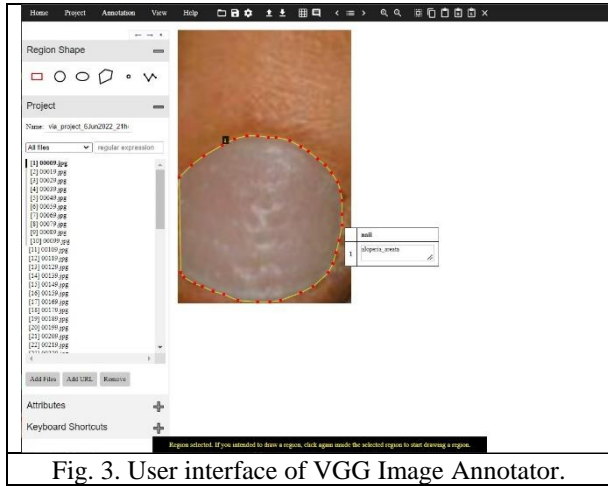 Home Project Annotation View Help
Region Shape
Project
Name: via_project_6Jun2022_21h
All files regular expression
[1] 00009.jpg
[2] 00019.jpg
[3] 00029.jpg
[4] 00039.jpg
[5] 00049.jpg
[6] 00059.jpg
[7] 00069.jpg
[8] 00079.jpg
[9] 00089.jpg
[10] 00099.jpg
[11] 00109.jpg
[12] 00119.jpg
[13] 00129.jpg
[14] 00139.jpg
[15] 00149.jpg
[16] 00159.jpg
[17] 00169.jpg
[18] 00179.jpg
[19] 00189.jpg
[20] 00199.jpg
[21] 00209.jpg
[22] 00219.jpg
Add Files Add URL Remove
Attributes
Keyboard Shortcuts
1
null
1 alopecia_areata
Region selected. If you intended to draw a region, click again inside the selected region to start drawing a region.
Fig. 3. User interface of VGG Image Annotator.